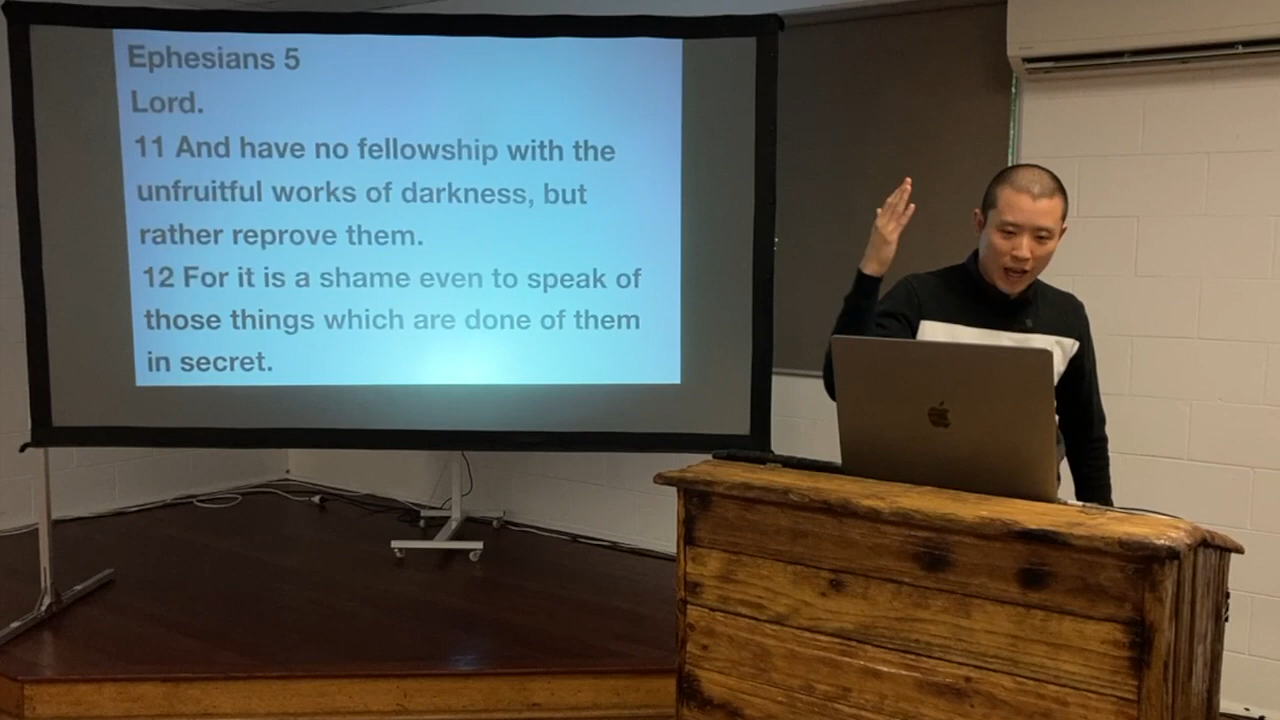 Ephesians 5
Lord.
11 And have no fellowship with the
unfruitful works of darkness, but
rather reprove them.
12 For it is a shame even to speak of
those things which are done of them
in secret.